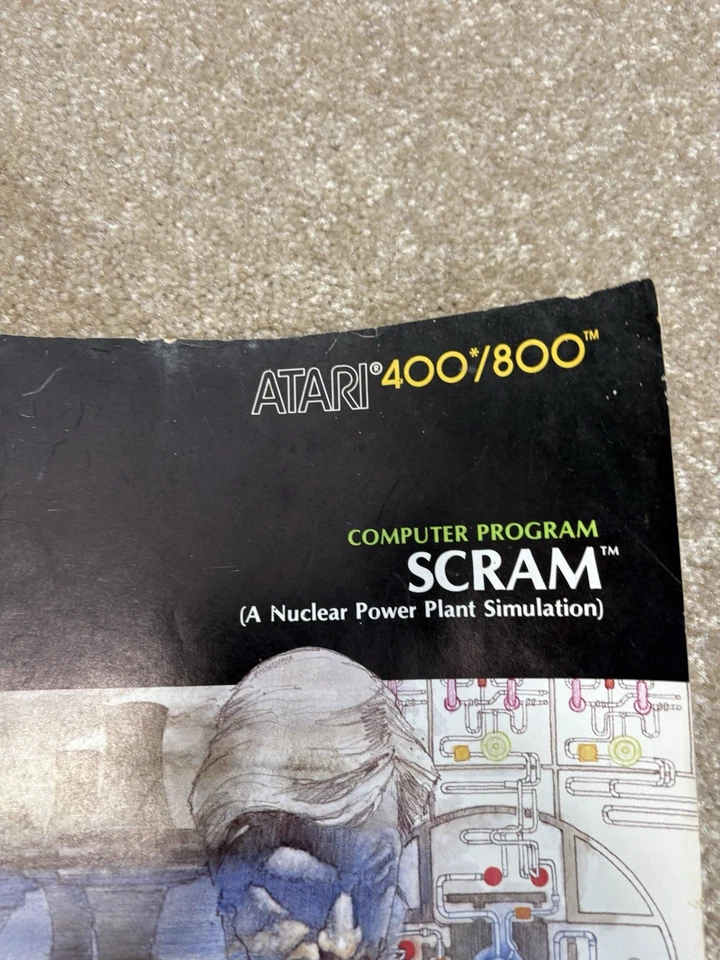 ATARI® 400*/800™
COMPUTER PROGRAM
SCRAM™
(A Nuclear Power Plant Simulation)